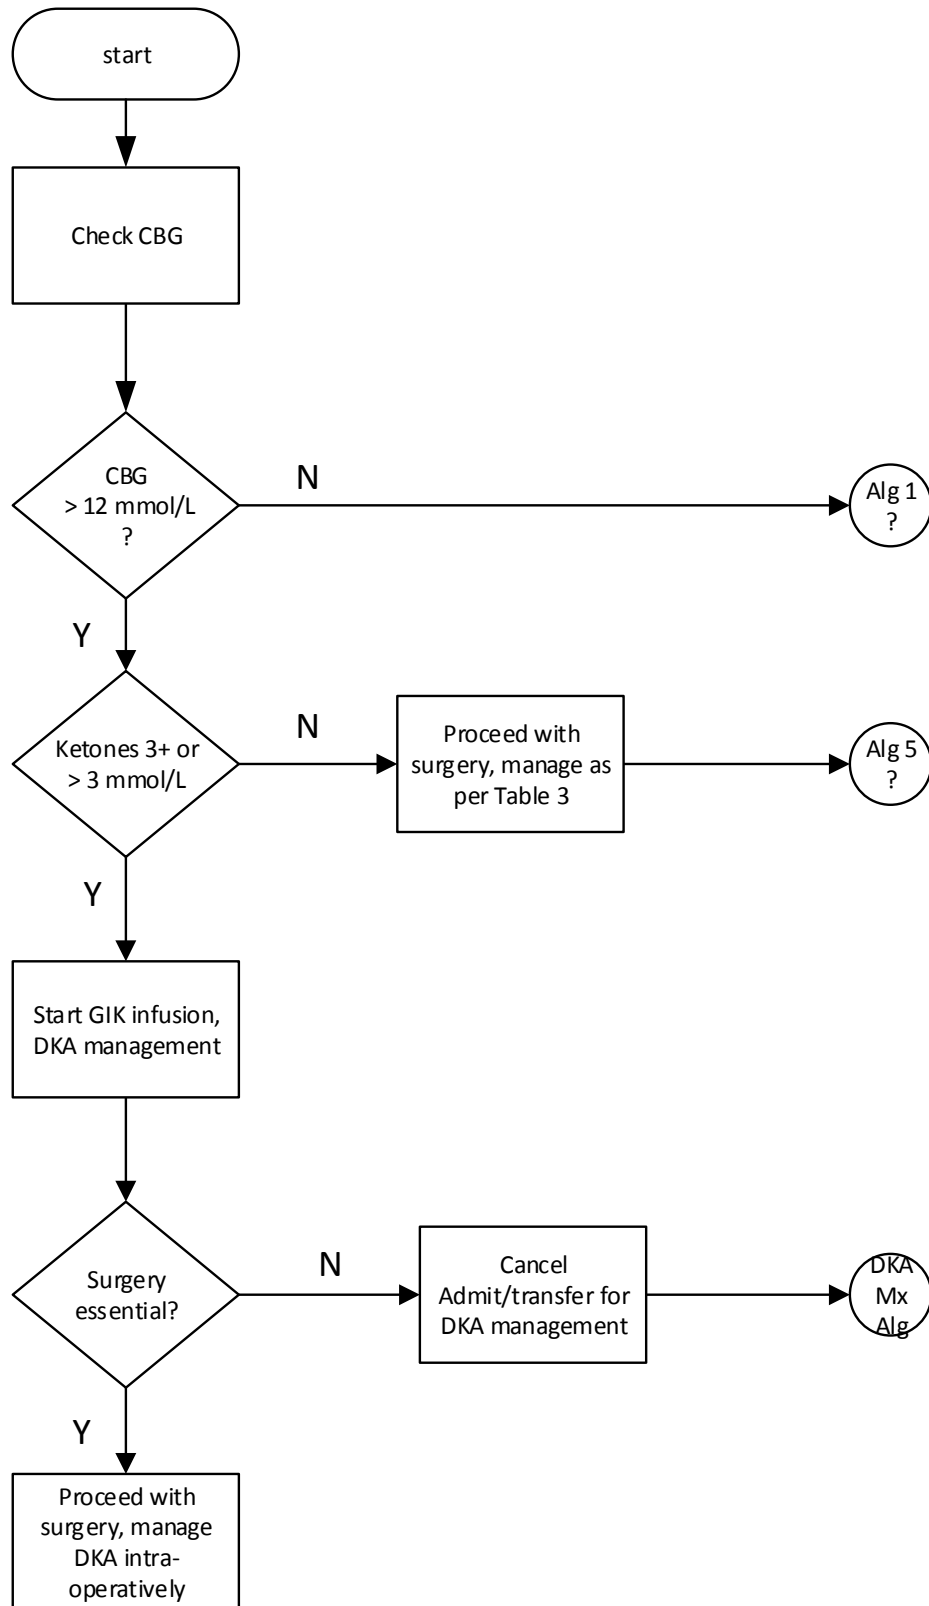 start
Check CBG
CBG
> 12 mmol/L
?
N
Alg 1
?
Y
Ketones 3+ or
> 3 mmol/L
N
Proceed with
surgery, manage as
per Table 3
Alg 5
?
Y
Start GIK infusion,
DKA management
Surgery
essential?
N
Cancel
Admit/transfer for
DKA management
DKA
Mx
Alg
Y
Proceed with
surgery, manage
DKA intra-
operatively